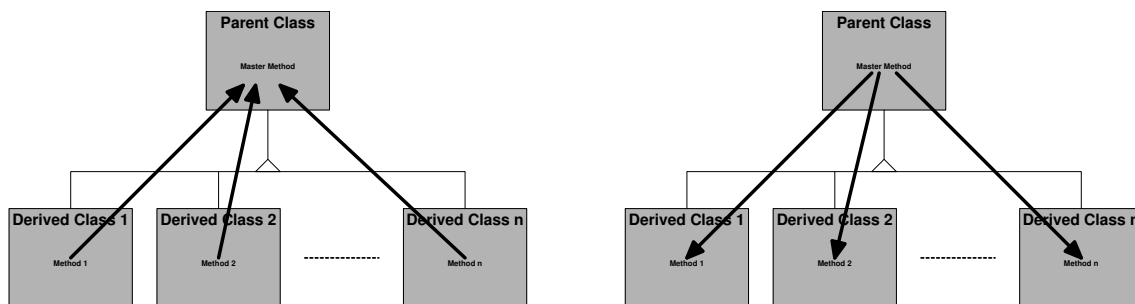 Parent Class
Master Method
Derived Class 1
Derived Class 2
Derived Class n
Method 1
Method 2
Method n
Parent Class
Master Method
Derived Class 1
Derived Class 2
Derived Class n
Method 1
Method 2
Method n